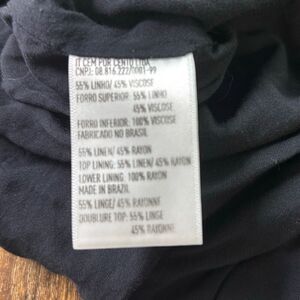 IT CEM POR CENTO LTDA
CNPJ: 08.816.222/0001-99
55% LINHO/ 45% VISCOSE
FORRO SUPERIOR: 55% LINHO
45% VISCOSE
FORRO INFERIOR: 100% VISCOSE
FABRICADO NO BRASIL
55% LINEN/ 45% RAYON
TOP LINING: 55% LINEN/ 45% RAYON
LOWER LINING: 100% RAYON
MADE IN BRAZIL
55% LINGE/ 45% RAYONNE
DOUBLURE TOP: 55% LINGE
45% RAYONNE